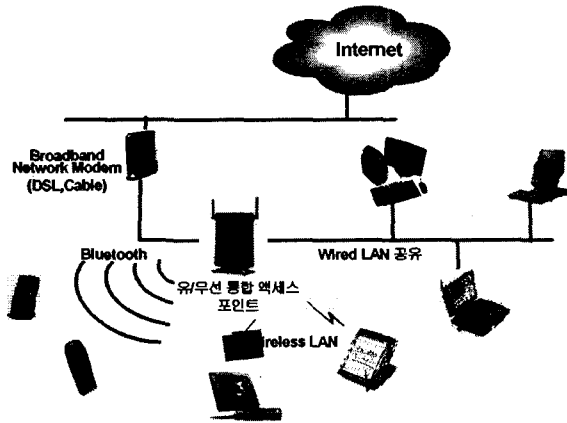 Internet
Broadband
Network Modem
(DSL,Cable)
Bluetooth
Wired LAN 공유
유/무선 통합 액세스
포인트
ireless LAN